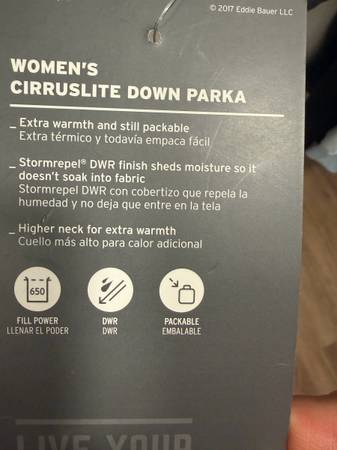 © 2017 Eddie Bauer LLC
WOMEN'S
CIRRUSLITE DOWN PARKA
_ Extra warmth and still packable
Extra térmico y todavía empaca fácil
_ Stormrepel® DWR finish sheds moisture so it
doesn't soak into fabric
Stormrepel DWR con cobertizo que repela la
humedad y no deja que entre en la tela
_ Higher neck for extra warmth
Cuello más alto para calor adicional
650
FILL POWER
LLENAR EL PODER
DWR
DWR
PACKABLE
EMBALABLE
LIVE YOUR